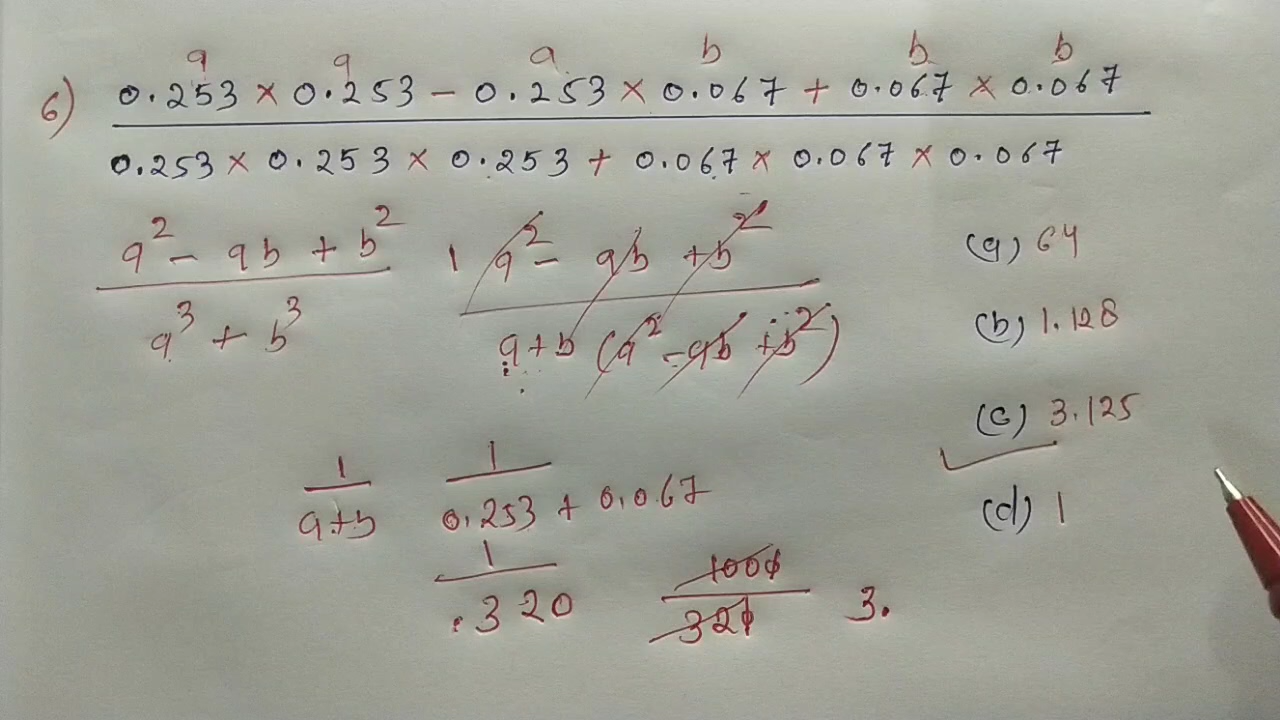 a a a b b b
6) 0.253 × 0.253 − 0.253 × 0.067 + 0.067 × 0.067
0.253 × 0.253 × 0.253 + 0.067 × 0.067 × 0.067
a² − ab + b²
a³ + b³
1 a² − ab + b²
a+b (a² − ab + b²)
(a) 64
(b) 1.128
(c) 3.125
(d) 1
1
a+b
1
0.253 + 0.067
1
.320
1000
320
3.